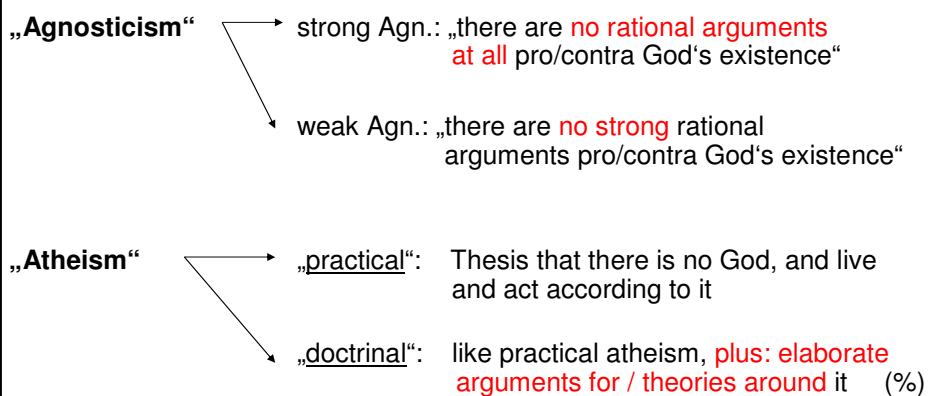 „Agnosticism“ strong Agn.: „there are no rational arguments
at all pro/contra God's existence“
weak Agn.: „there are no strong rational
arguments pro/contra God‘s existence“
„Atheism“ „practical“: Thesis that there is no God, and live
and act according to it
„doctrinal“: like practical atheism, plus: elaborate
arguments for / theories around it (%)